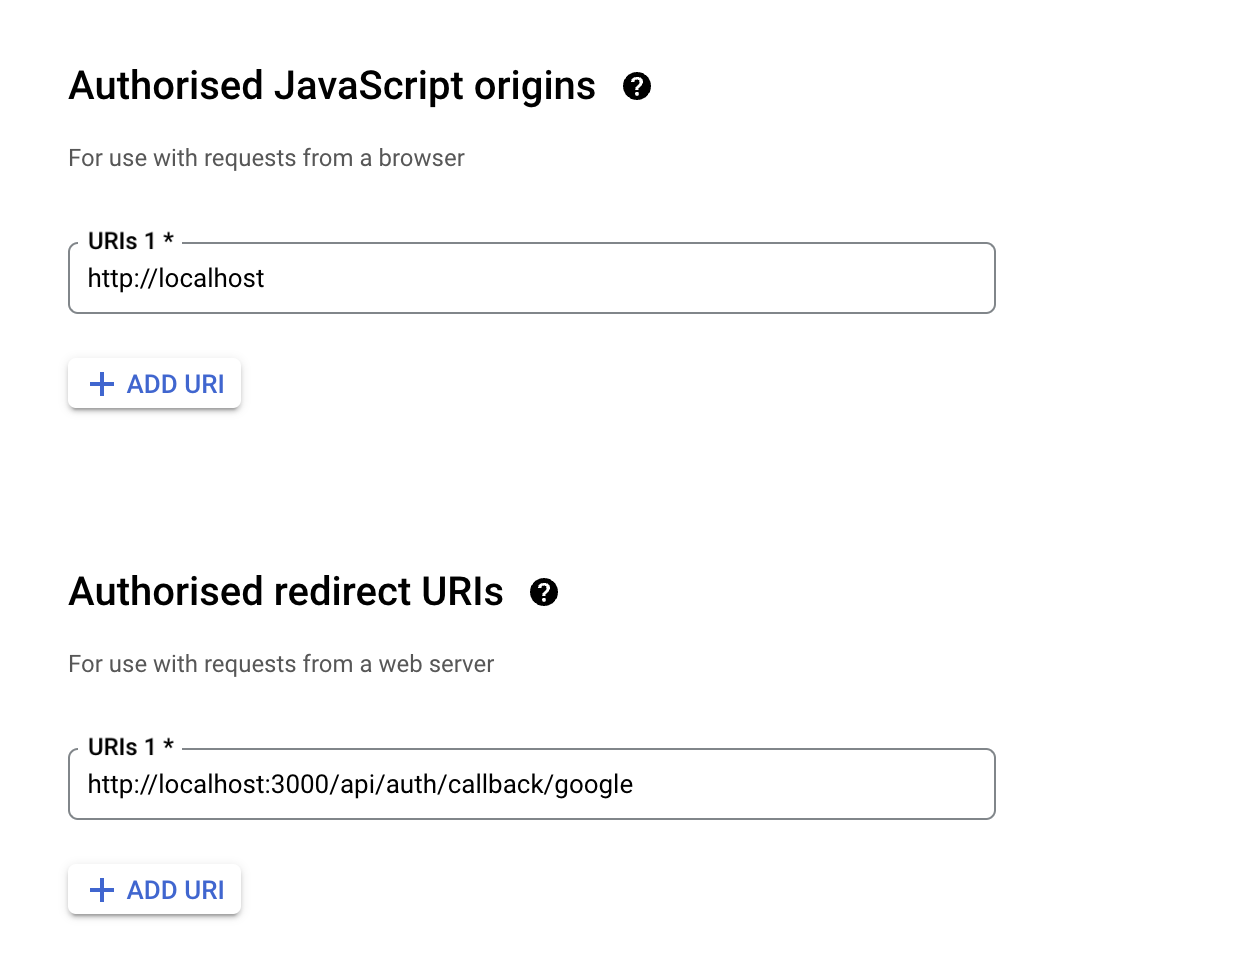 Authorised JavaScript origins
For use with requests from a browser
URIs 1 *
http://localhost
ADD URI
Authorised redirect URIs
For use with requests from a web server
URIs 1 *
http://localhost:3000/api/auth/callback/google
ADD URI